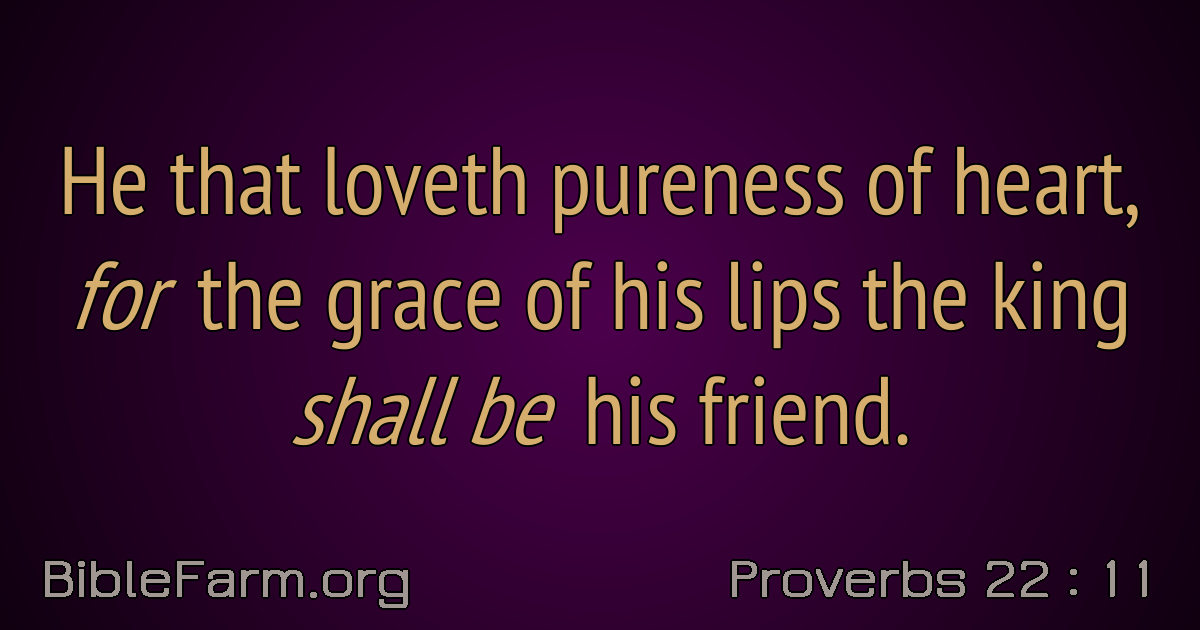 He that loveth pureness of heart,
for the grace of his lips the king
shall be his friend.
BibleFarm.org
Proverbs 22 : 11